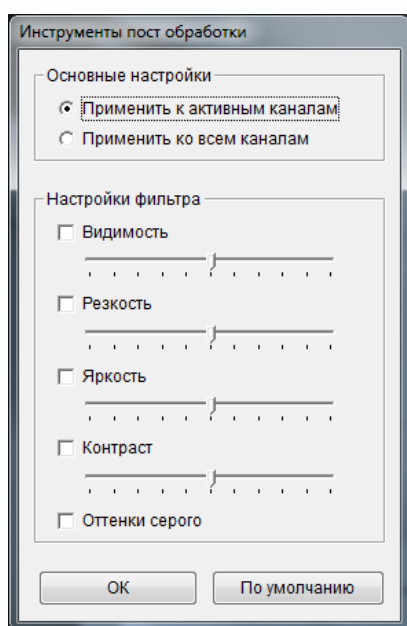 Инструменты пост обработки
Основные настройки
Применить к активным каналам
Применить ко всем каналам
Настройки фильтра
Видимость
Резкость
Яркость
Контраст
Оттенки серого
ОК
По умолчанию